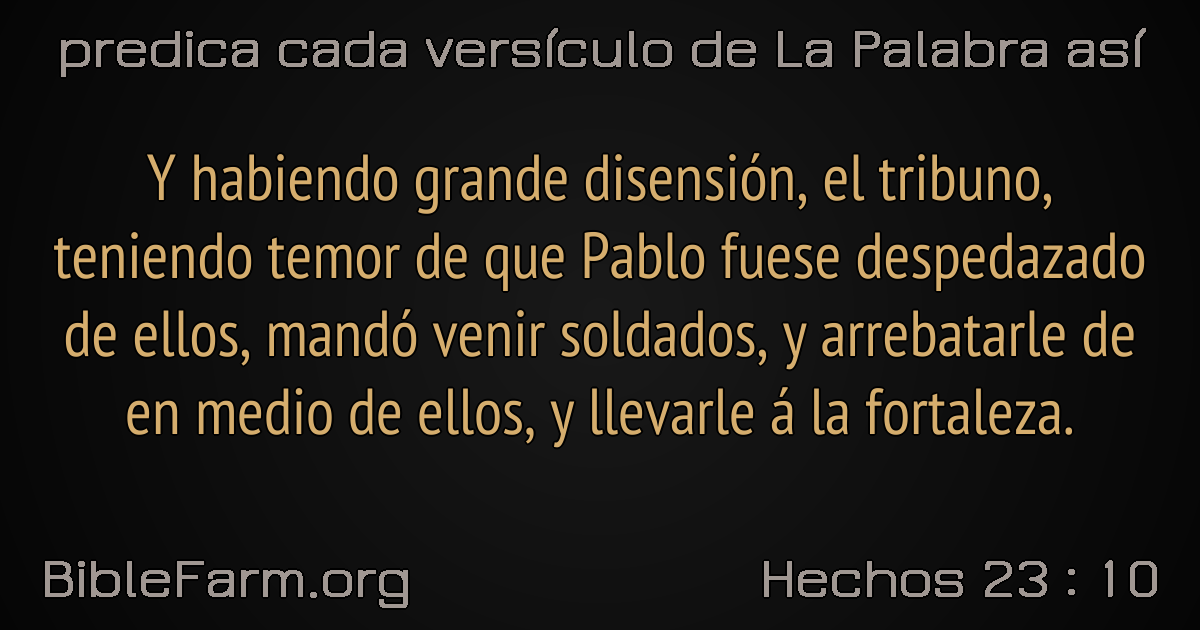 predica cada versículo de La Palabra así
Y habiendo grande disensión, el tribuno,
teniendo temor de que Pablo fuese despedazado
de ellos, mandó venir soldados, y arrebatarle de
en medio de ellos, y llevarle á la fortaleza.
BibleFarm.org
Hechos 23 : 10